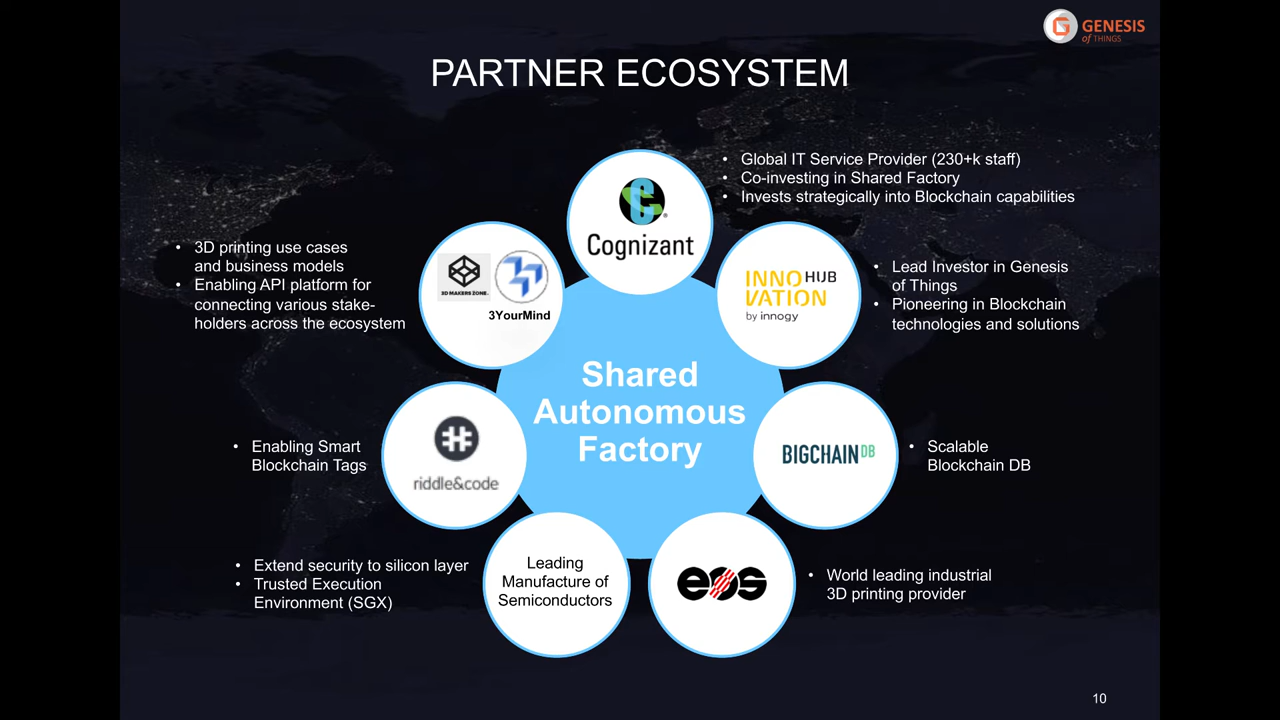 GENESIS
of THINGS
PARTNER ECOSYSTEM
Cognizant
• Global IT Service Provider (230+k staff)
• Co-investing in Shared Factory
• Invests strategically into Blockchain capabilities
INNO HUB
VATION
by innogy
• Lead Investor in Genesis
of Things
• Pioneering in Blockchain
technologies and solutions
BIGCHAIN DB
• Scalable
Blockchain DB
eos
• World leading industrial
3D printing provider
Leading
Manufacture of
Semiconductors
• Extend security to silicon layer
• Trusted Execution
Environment (SGX)
riddle&code
• Enabling Smart
Blockchain Tags
3D MAKERS ZONE
3YourMind
• 3D printing use cases
and business models
• Enabling API platform for
connecting various stake-
holders across the ecosystem
Shared
Autonomous
Factory
10